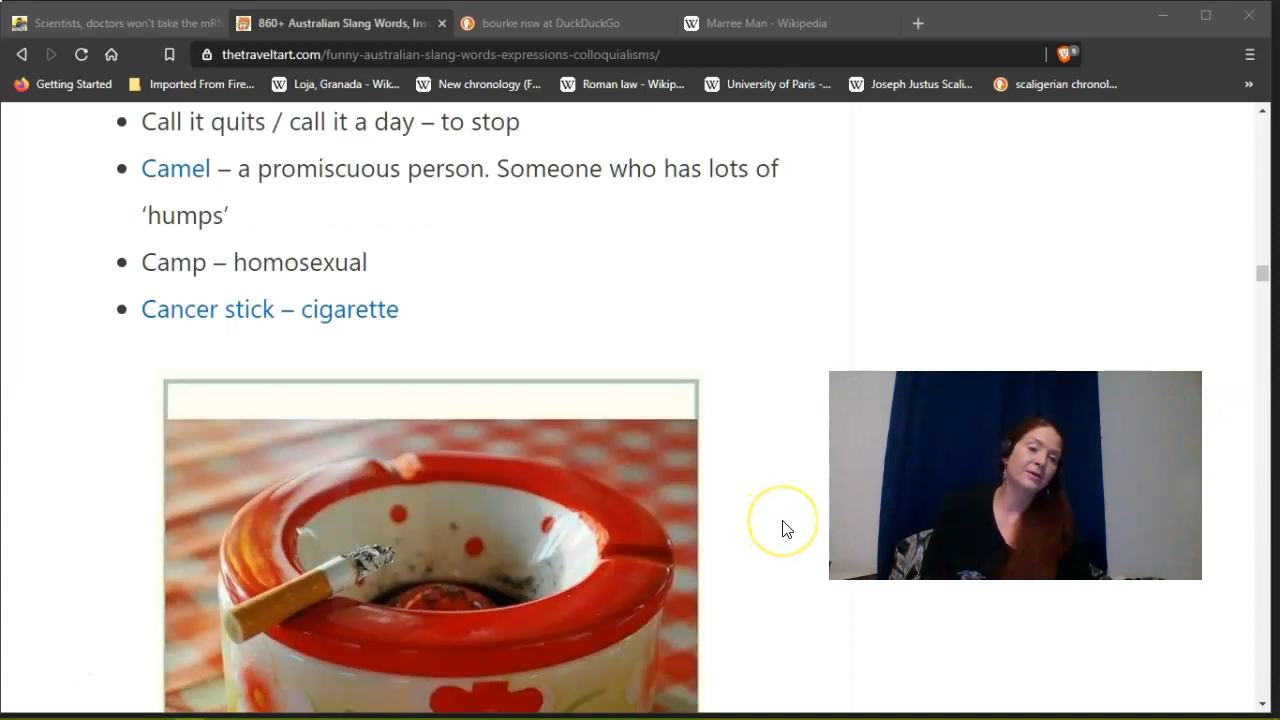 Scientists, doctors won't take the mRN
860+ Australian Slang Words, Ins
bourke nsw at DuckDuckGo
Marree Man - Wikipedia
thetraveltart.com/funny-australian-slang-words-expressions-colloquialisms/
Getting Started
Imported From Fire...
Loja, Granada - Wik...
New chronology (F...
Roman law - Wikip...
University of Paris -...
Joseph Justus Scali...
scaligerian chronol...
Call it quits / call it a day – to stop
Camel – a promiscuous person. Someone who has lots of
‘humps’
Camp – homosexual
Cancer stick – cigarette